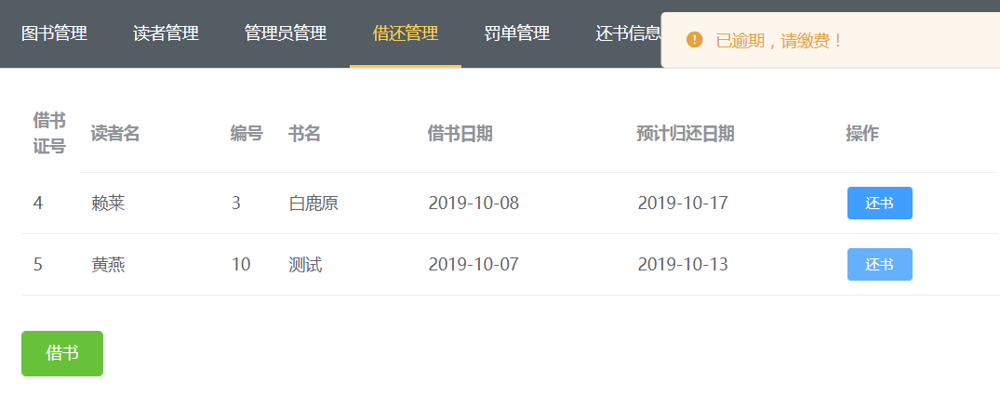 图书管理 读者管理 管理员管理 借还管理 罚单管理 还书信息
已逾期，请缴费！
借书
证号 读者名 编号 书名 借书日期 预计归还日期 操作
4 赖莱 3 白鹿原 2019-10-08 2019-10-17 还书
5 黄燕 10 测试 2019-10-07 2019-10-13 还书
借书